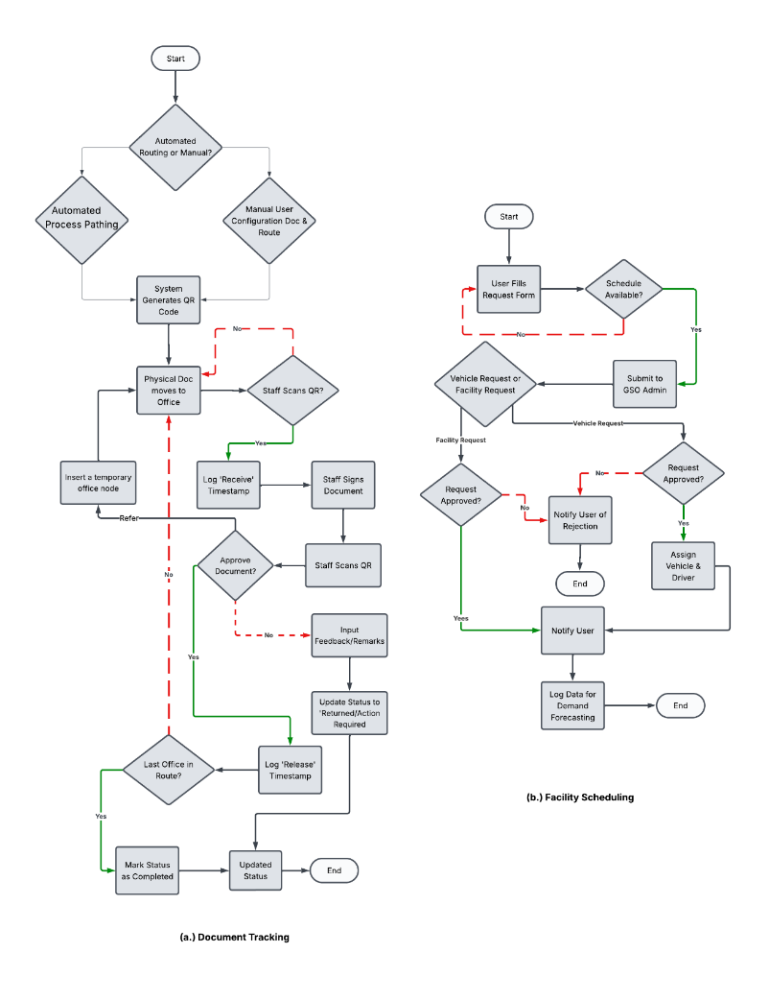 Start
Automated
Routing or Manual?
Automated
Process Pathing
Manual User
Configuration Doc &
Route
System
Generates QR
Code
No
Physical Doc
moves to
Office
Staff Scans QR?
Yes
Insert a temporary
office node
Log 'Receive'
Timestamp
Staff Signs
Document
Refer
Approve
Document?
Staff Scans QR
No
No
Input
Feedback/Remarks
Yes
Update Status to
"Returned/Action
Required
Last Office in
Route?
Log 'Release'
Timestamp
Yes
Mark Status
as Completed
Updated
Status
End
(a.) Document Tracking
Start
User Fills
Request Form
Schedule
Available?
No
Yes
Vehicle Request or
Facility Request
Submit to
GSO Admin
Vehicle Request
Facility Request
Request
Approved?
No
Request
Approved?
No
Notify User of
Rejection
Yes
Assign
Vehicle &
Driver
End
Yees
Notify User
Log Data for
Demand
Forecasting
End
(b.) Facility Scheduling